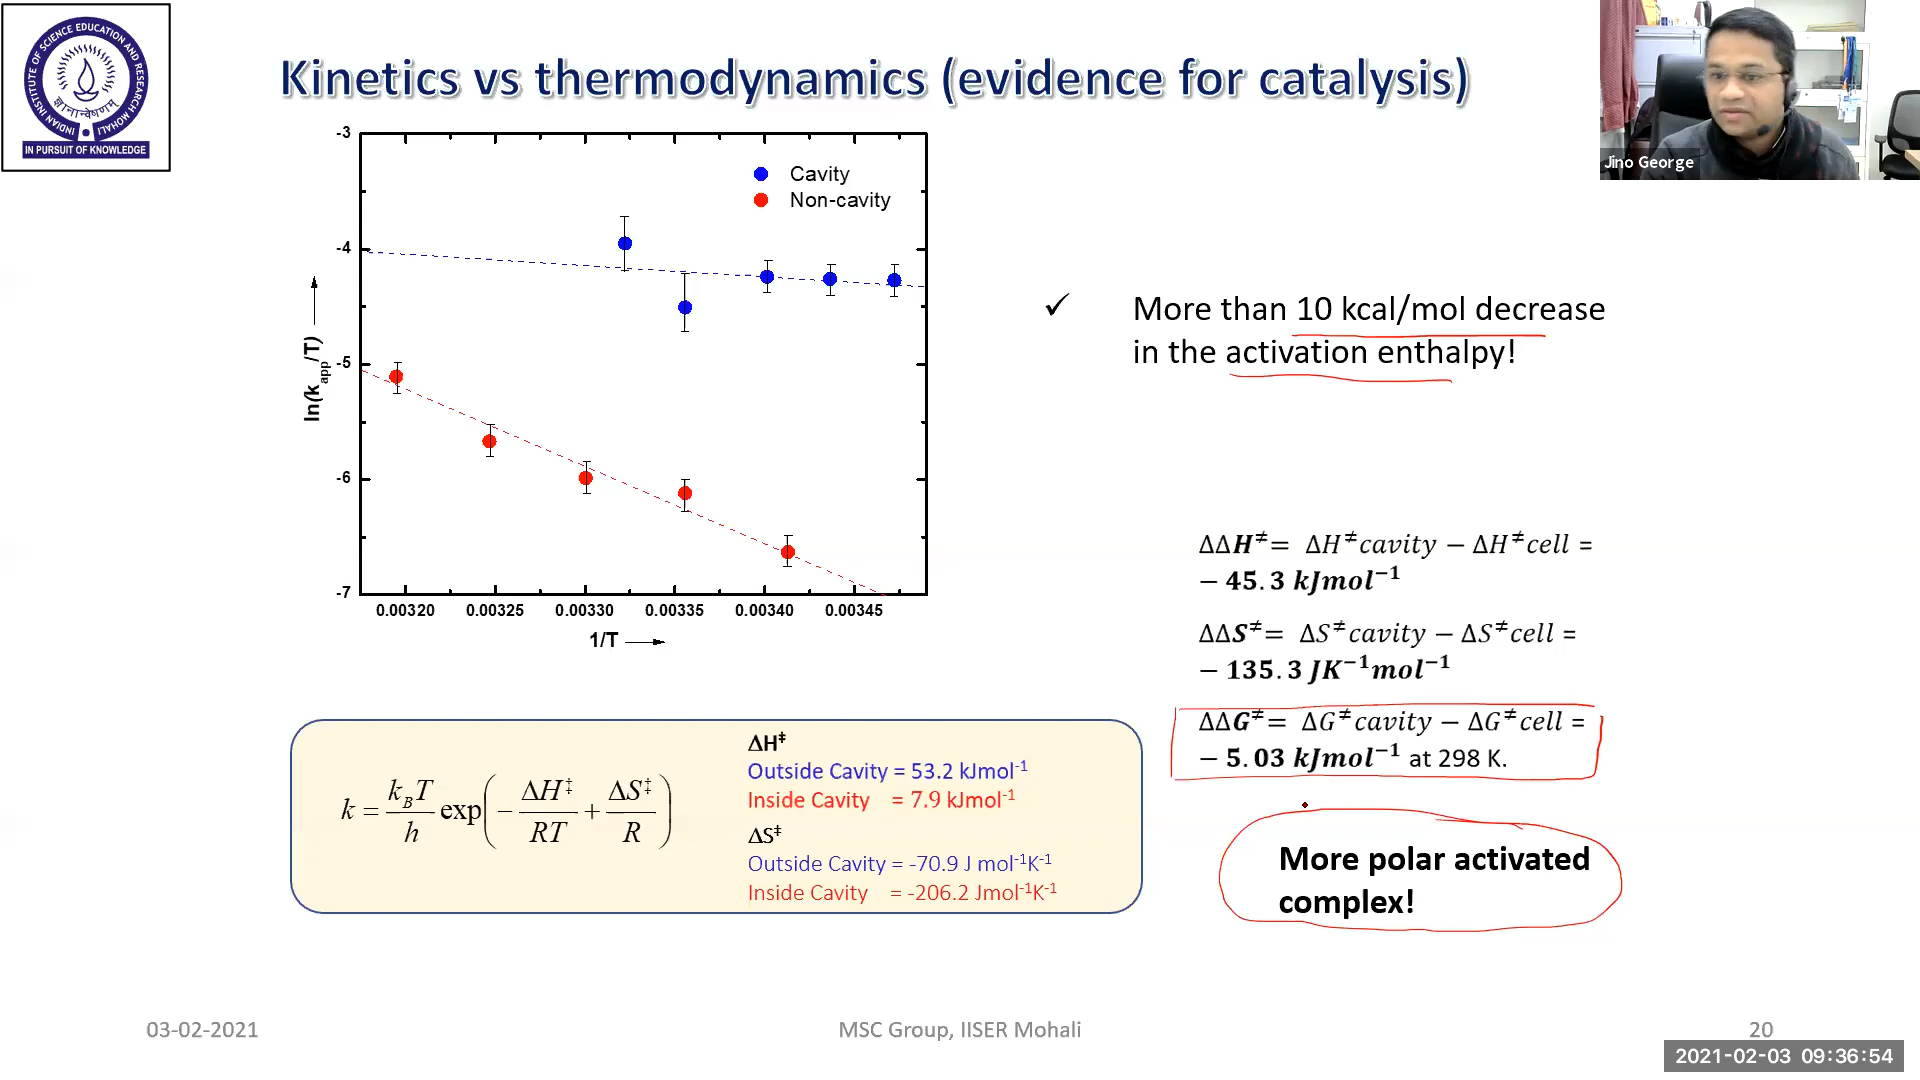 INDIAN INSTITUTE OF SCIENCE EDUCATION AND RESEARCH MOHALI
IN PURSUIT OF KNOWLEDGE
Kinetics vs thermodynamics (evidence for catalysis)
Jino George
-3
-4
-5
-6
-7
Cavity
Non-cavity
ln(k_app/T)
0.00320 0.00325 0.00330 0.00335 0.00340 0.00345
1/T
✓ More than 10 kcal/mol decrease
in the activation enthalpy!
ΔΔH≠= ΔH≠cavity − ΔH≠cell =
− 45.3 kJmol⁻¹
ΔΔS≠= ΔS≠cavity − ΔS≠cell =
− 135.3 JK⁻¹mol⁻¹
ΔΔG≠= ΔG≠cavity − ΔG≠cell =
− 5.03 kJmol⁻¹ at 298 K.
More polar activated
complex!
k = k_BT/h exp(− ΔH‡/RT + ΔS‡/R)
ΔH‡
Outside Cavity = 53.2 kJmol⁻¹
Inside Cavity = 7.9 kJmol⁻¹
ΔS‡
Outside Cavity = -70.9 J mol⁻¹K⁻¹
Inside Cavity = -206.2 Jmol⁻¹K⁻¹
03-02-2021
MSC Group, IISER Mohali
20
2021-02-03 09:36:54